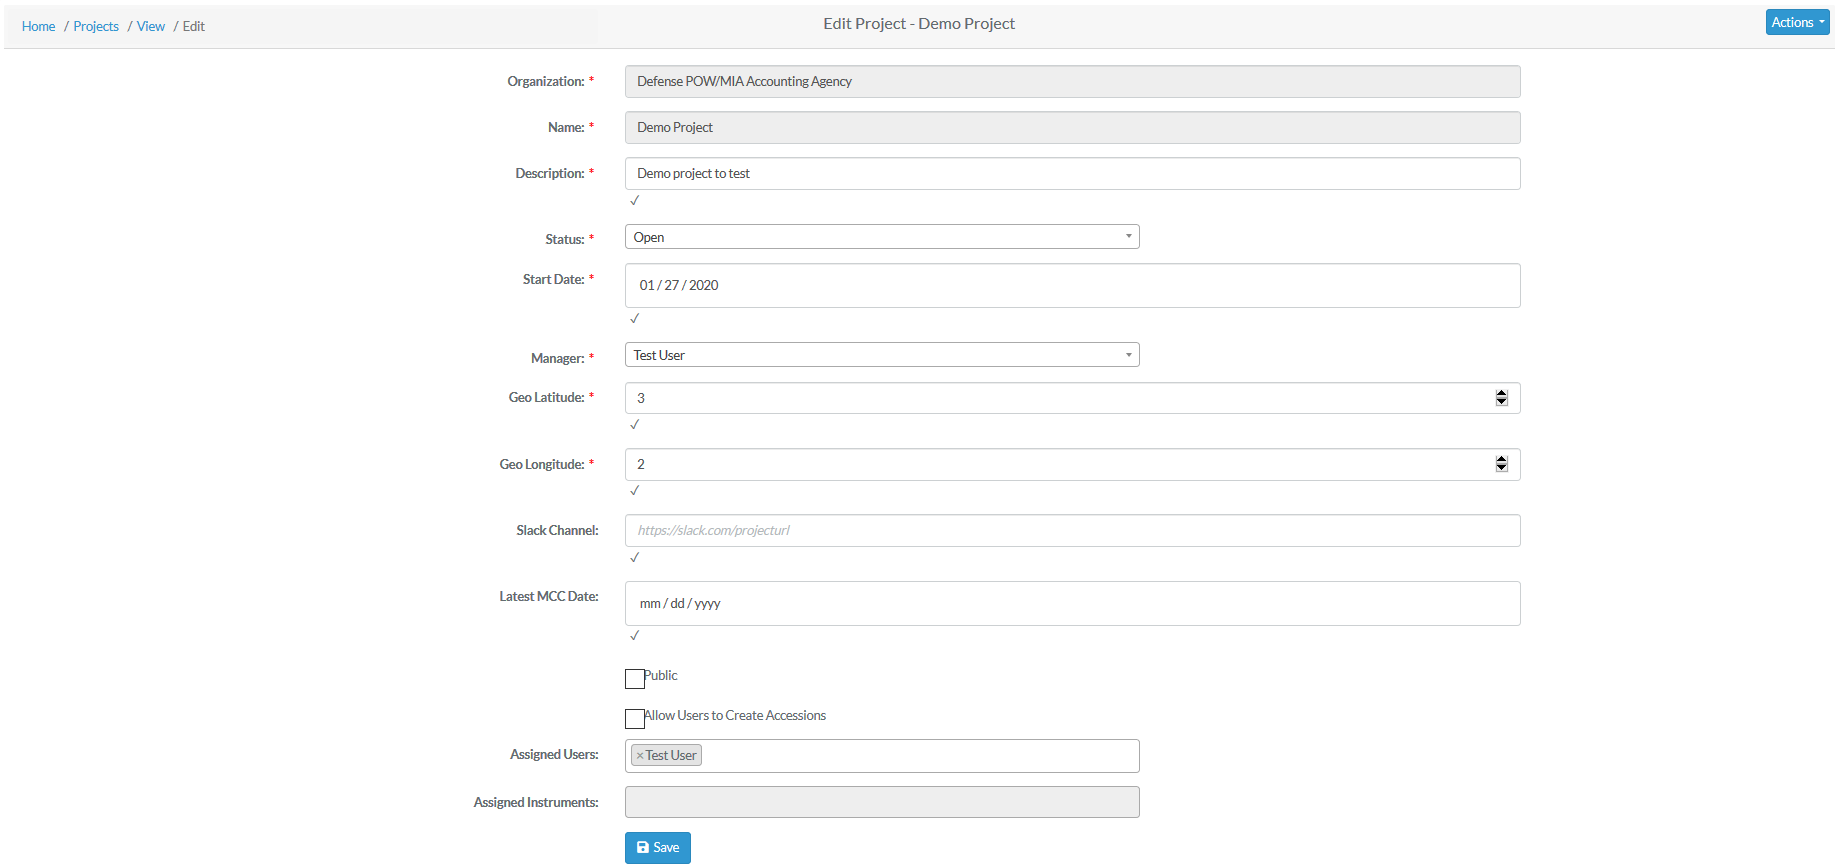 Home / Projects / View / Edit
Edit Project - Demo Project
Actions
Organization: * Defense POW/MIA Accounting Agency
Name: * Demo Project
Description: * Demo project to test
✓
Status: * Open
Start Date: * 01 / 27 / 2020
✓
Manager: * Test User
Geo Latitude: * 3
✓
Geo Longitude: * 2
✓
Slack Channel: https://slack.com/projecturl
✓
Latest MCC Date: mm / dd / yyyy
✓
Public
Allow Users to Create Accessions
Assigned Users: × Test User
Assigned Instruments:
Save